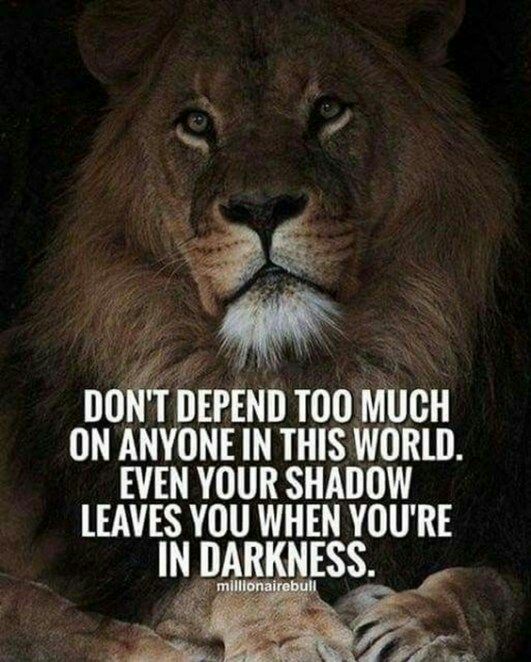 DON'T DEPEND TOO MUCH
ON ANYONE IN THIS WORLD.
EVEN YOUR SHADOW
LEAVES YOU WHEN YOU'RE
IN DARKNESS.
millionairebull